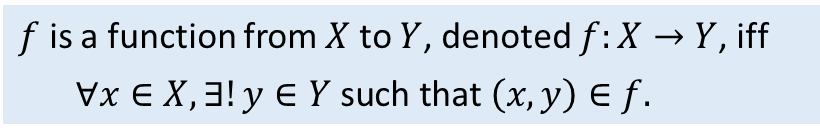 f is a function from X to Y, denoted f: X → Y, iff
∀x ∈ X, ∃! y ∈ Y such that (x, y) ∈ f.